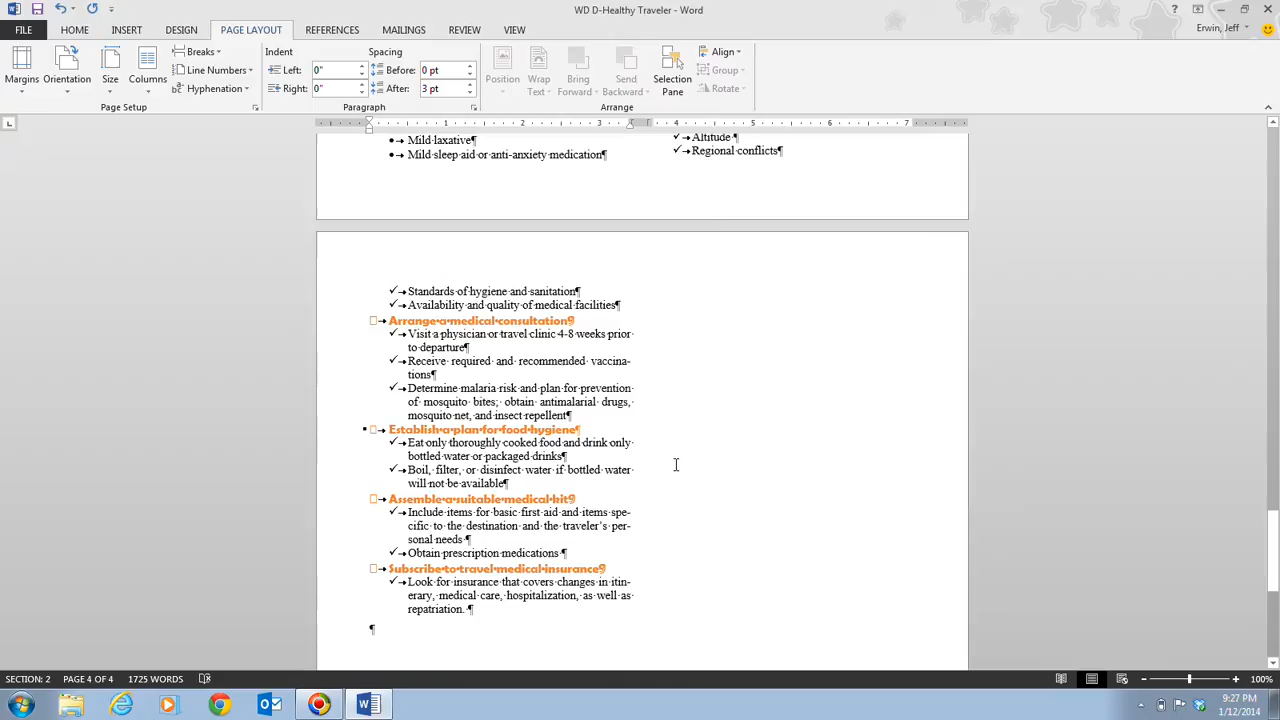 WD D-Healthy Traveler - Word
FILE HOME INSERT DESIGN PAGE LAYOUT REFERENCES MAILINGS REVIEW VIEW Erwin, Jeff
Margins Orientation Size Columns Breaks Line Numbers Hyphenation
Page Setup
Indent Spacing
Left: 0" Before: 0 pt
Right: 0" After: 3 pt
Paragraph
Position Wrap Text Bring Forward Send Backward Selection Pane Align Group Rotate
Arrange
1 2 3 4 5 6 7
Mild laxative¶
Mild sleep aid or anti-anxiety medication¶
Altitude ¶
Regional conflicts¶
Standards of hygiene and sanitation¶
Availability and quality of medical facilities¶
Arrange a medical consultation¶
Visit a physician or travel clinic 4-8 weeks prior
to departure¶
Receive required and recommended vaccina-
tions¶
Determine malaria risk and plan for prevention
of mosquito bites; obtain antimalarial drugs,
mosquito net, and insect repellent¶
Establish a plan for food hygiene¶
Eat only thoroughly cooked food and drink only
bottled water or packaged drinks¶
Boil, filter, or disinfect water if bottled water
will not be available¶
Assemble a suitable medical kit¶
Include items for basic first aid and items spe-
cific to the destination and the traveler's per-
sonal needs ¶
Obtain prescription medications ¶
Subscribe to travel medical insurance¶
Look for insurance that covers changes in itin-
erary, medical care, hospitalization, as well as
repatriation. ¶
¶
SECTION: 2 PAGE 4 OF 4 1725 WORDS 100%
9:27 PM
1/12/2014